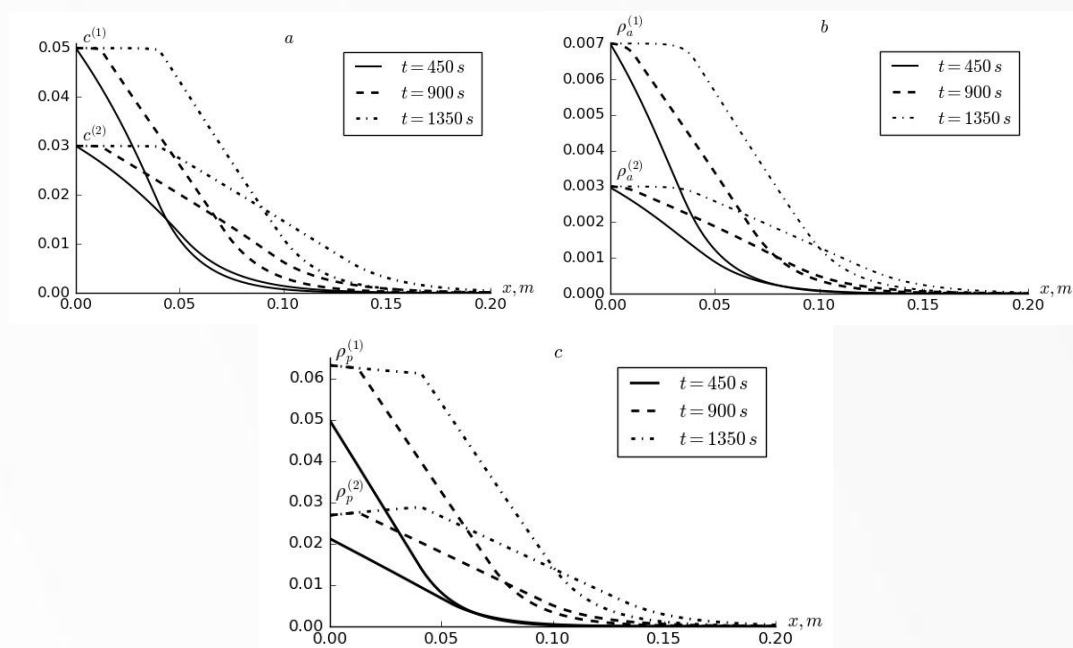 a
c^{(1)}
c^{(2)}
0.05
0.04
0.03
0.02
0.01
0.00
0.00 0.05 0.10 0.15 0.20
x, m
t = 450 s
t = 900 s
t = 1350 s
b
ρ_a^{(1)}
ρ_a^{(2)}
0.007
0.006
0.005
0.004
0.003
0.002
0.001
0.000
0.00 0.05 0.10 0.15 0.20
x, m
t = 450 s
t = 900 s
t = 1350 s
c
ρ_p^{(1)}
ρ_p^{(2)}
0.06
0.05
0.04
0.03
0.02
0.01
0.00
0.00 0.05 0.10 0.15 0.20
x, m
t = 450 s
t = 900 s
t = 1350 s